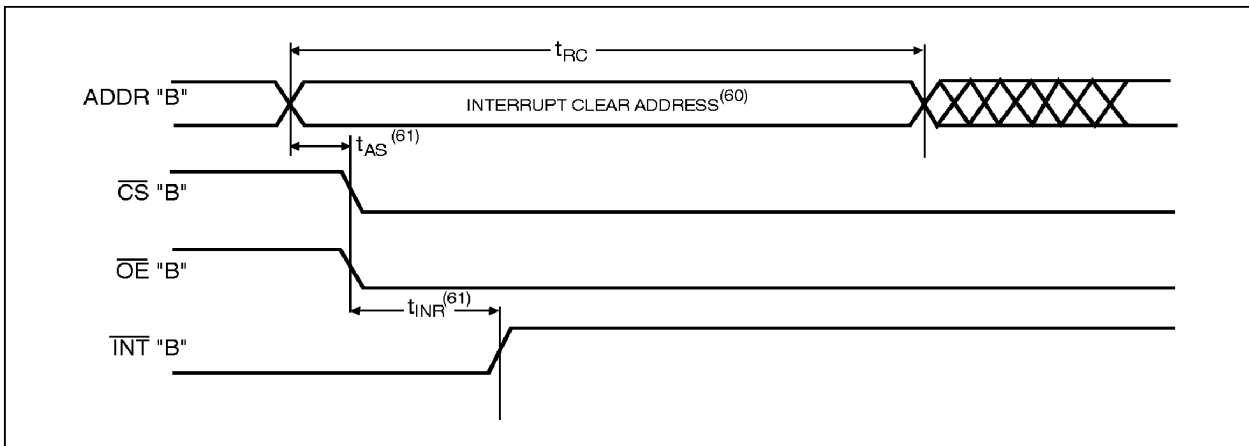 tRC
ADDR "B"
INTERRUPT CLEAR ADDRESS(60)
tAS(61)
CS "B"
OE "B"
tINR(61)
INT "B"